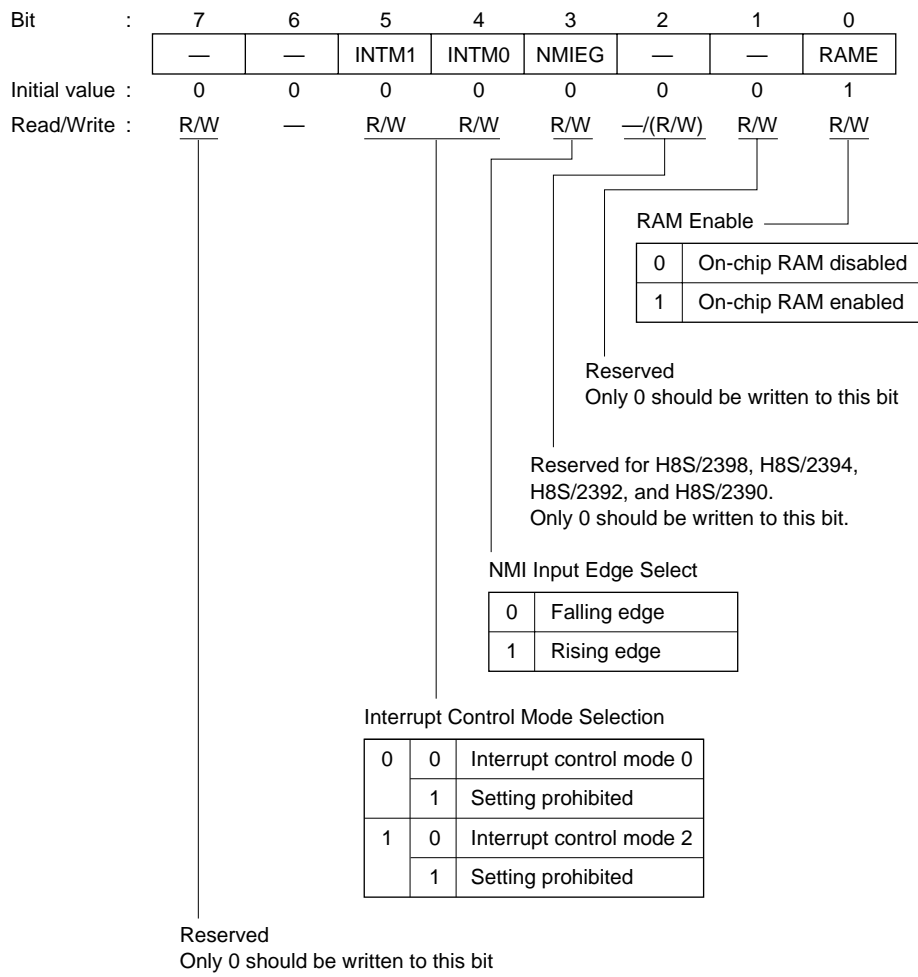 Bit : 7 6 5 4 3 2 1 0
— — INTM1 INTM0 NMIEG — — RAME
Initial value : 0 0 0 0 0 0 0 1
Read/Write : R/W — R/W R/W R/W —/(R/W) R/W R/W
RAM Enable
0 On-chip RAM disabled
1 On-chip RAM enabled
Reserved
Only 0 should be written to this bit
Reserved for H8S/2398, H8S/2394,
H8S/2392, and H8S/2390.
Only 0 should be written to this bit.
NMI Input Edge Select
0 Falling edge
1 Rising edge
Interrupt Control Mode Selection
0 0 Interrupt control mode 0
1 Setting prohibited
1 0 Interrupt control mode 2
1 Setting prohibited
Reserved
Only 0 should be written to this bit